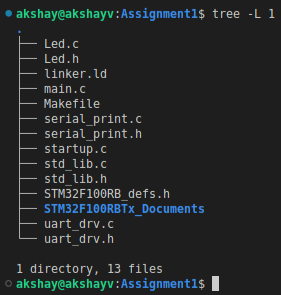 akshay@akshayv:Assignment1$ tree -L 1
.
├── Led.c
├── Led.h
├── linker.ld
├── main.c
├── Makefile
├── serial_print.c
├── serial_print.h
├── startup.c
├── std_lib.c
├── std_lib.h
├── STM32F100RB_defs.h
├── STM32F100RBTx_Documents
├── uart_drv.c
└── uart_drv.h
1 directory, 13 files
akshay@akshayv:Assignment1$